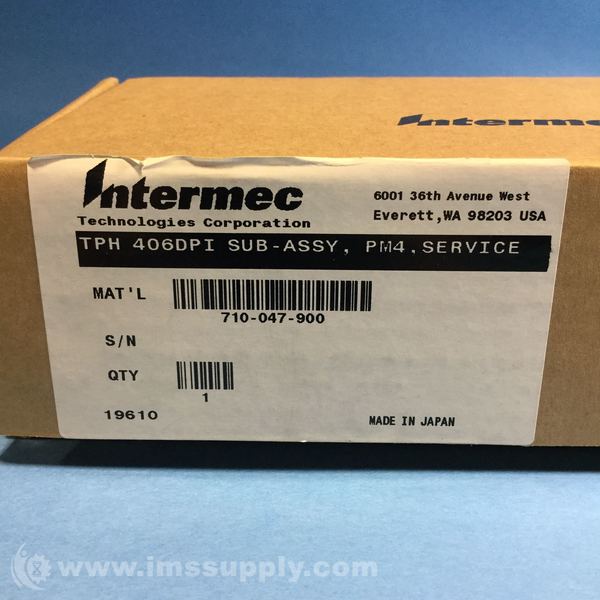 Interme
Intermec
Technologies Corporation
6001 36th Avenue West
Everett,WA 98203 USA
TPH 406DPI SUB-ASSY, PM4,SERVICE
MAT'L
710-047-900
S/N
QTY
1
19610
MADE IN JAPAN
www.imssupply.com